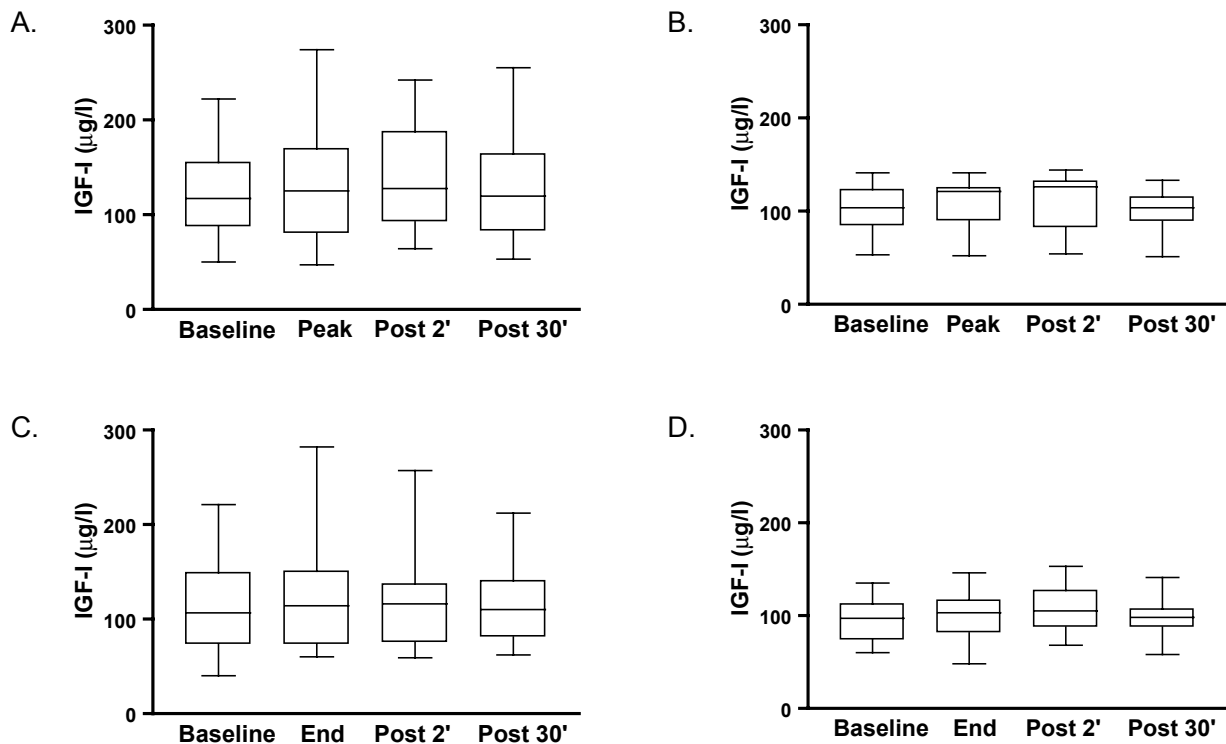 A.
IGF-I (μg/l)
300
200
100
0
Baseline Peak Post 2' Post 30'
B.
IGF-I (μg/l)
300
200
100
0
Baseline Peak Post 2' Post 30'
C.
IGF-I (μg/l)
300
200
100
0
Baseline End Post 2' Post 30'
D.
IGF-I (μg/l)
300
200
100
0
Baseline End Post 2' Post 30'